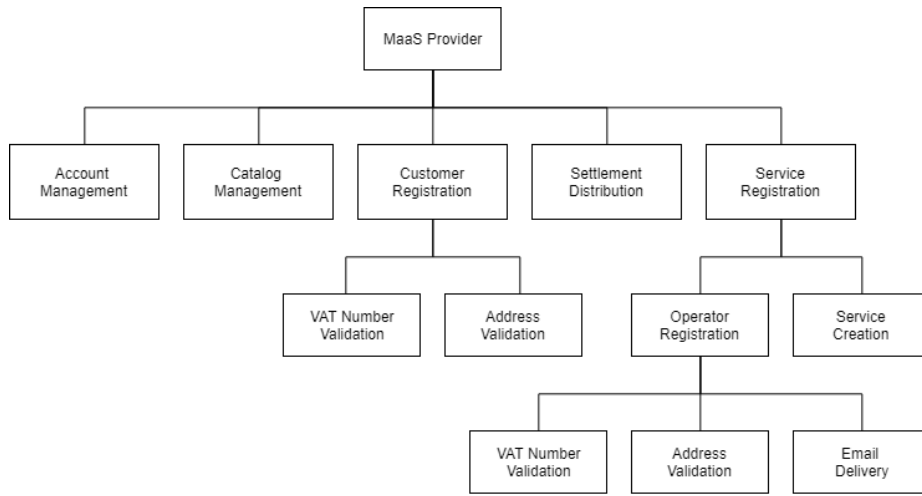 MaaS Provider
Account
Management
Catalog
Management
Customer
Registration
Settlement
Distribution
Service
Registration
VAT Number
Validation
Address
Validation
Operator
Registration
Service
Creation
VAT Number
Validation
Address
Validation
Email
Delivery